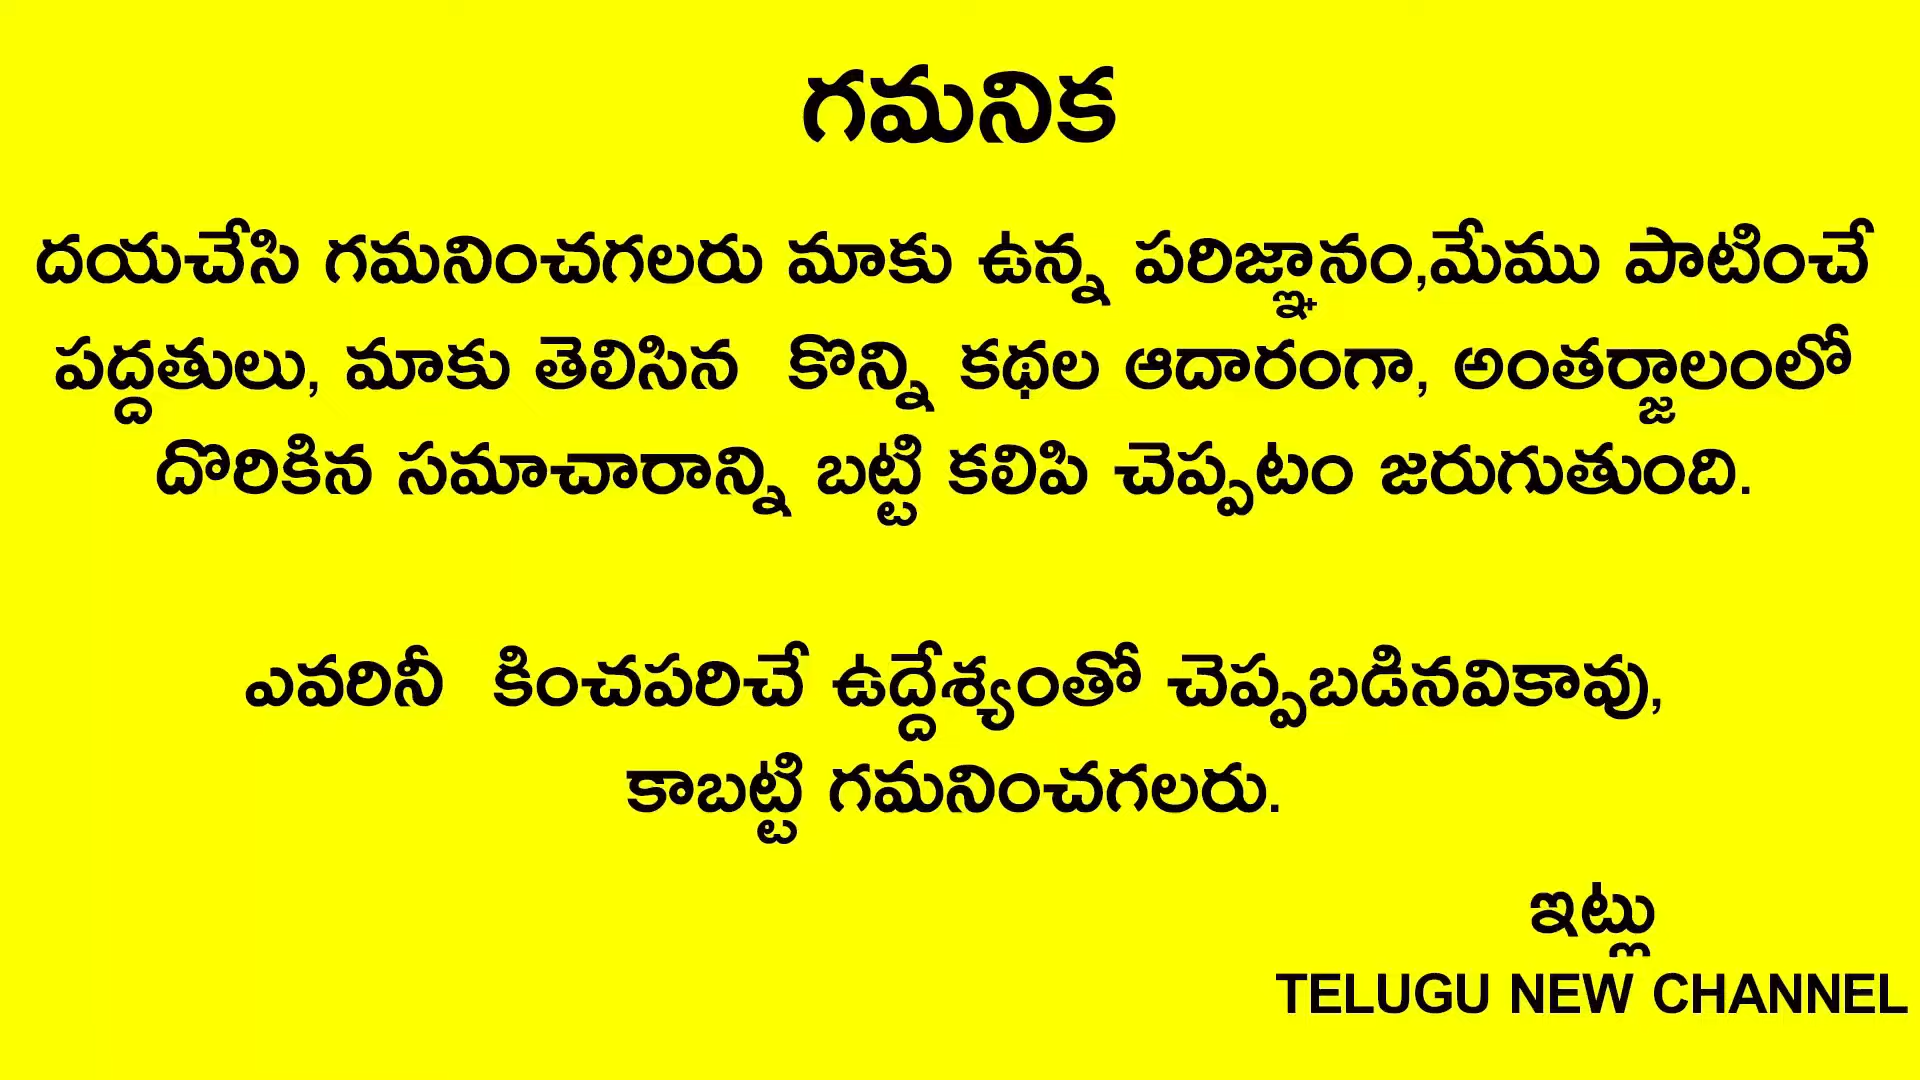 గమనిక
దయచేసి గమనించగలరు మాకు ఉన్న పరిజ్ఞానం,మేము పాటించే
పద్దతులు, మాకు తెలిసిన కొన్ని కథల ఆదారంగా, అంతర్జాలంలో
దొరికిన సమాచారాన్ని బట్టి కలిపి చెప్పటం జరుగుతుంది.
ఎవరినీ కించపరిచే ఉద్దేశ్యంతో చెప్పబడినవికావు,
కాబట్టి గమనించగలరు.
ఇట్లు
TELUGU NEW CHANNEL